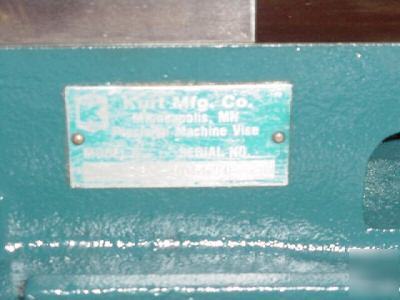 Kurt Mfg. Co.
Minneapolis, MN
Precision Machine Vise
MODEL SERIAL NO.